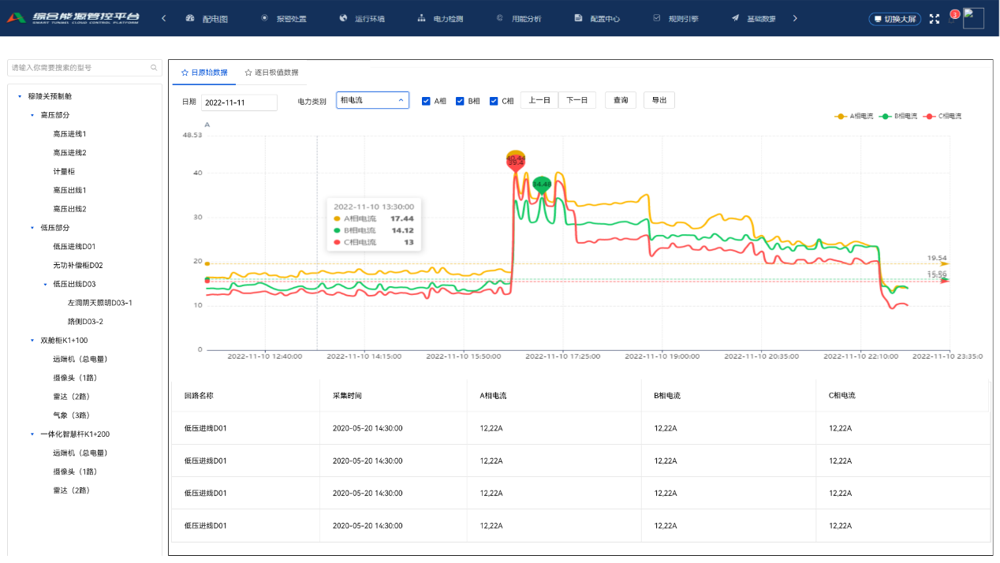 综合能源管控平台
SMART TUNNEL CLOUD CONTROL PLATFORM
配电图 报警处置 运行环境 电力检测 用能分析 配置中心 规则引擎 基础数据
切换大屏
3
请输入你需要搜索的型号
穆陵关预制舱
高压部分
高压进线1
高压进线2
计量柜
高压出线1
高压出线2
低压部分
低压进线D01
无功补偿柜D02
低压出线D03
左洞阴天照明D03-1
路侧D03-2
双舱柜K1+100
远端机（总电量）
摄像头（1路）
雷达（2路）
气象（3路）
一体化智慧杆K1+200
远端机（总电量）
摄像头（1路）
雷达（2路）
日原始数据 逐日极值数据
日期 2022-11-11 电力类别 相电流 A相 B相 C相 上一日 下一日 查询 导出
A相电流 B相电流 C相电流
A
48.53
40
30
20
10
0
40.44
39.4
34.48
2022-11-10 13:30:00
A相电流 17.44
B相电流 14.12
C相电流 13
19.54
15.56
2022-11-10 12:40:00 2022-11-10 14:15:00 2022-11-10 15:50:00 2022-11-10 17:25:00 2022-11-10 19:00:00 2022-11-10 20:35:00 2022-11-10 22:10:00 2022-11-10 23:35:0
回路名称 采集时间 A相电流 B相电流 C相电流
低压进线D01 2020-05-20 14:30:00 12,22A 12,22A 12,22A
低压进线D01 2020-05-20 14:30:00 12,22A 12,22A 12,22A
低压进线D01 2020-05-20 14:30:00 12,22A 12,22A 12,22A
低压进线D01 2020-05-20 14:30:00 12,22A 12,22A 12,22A